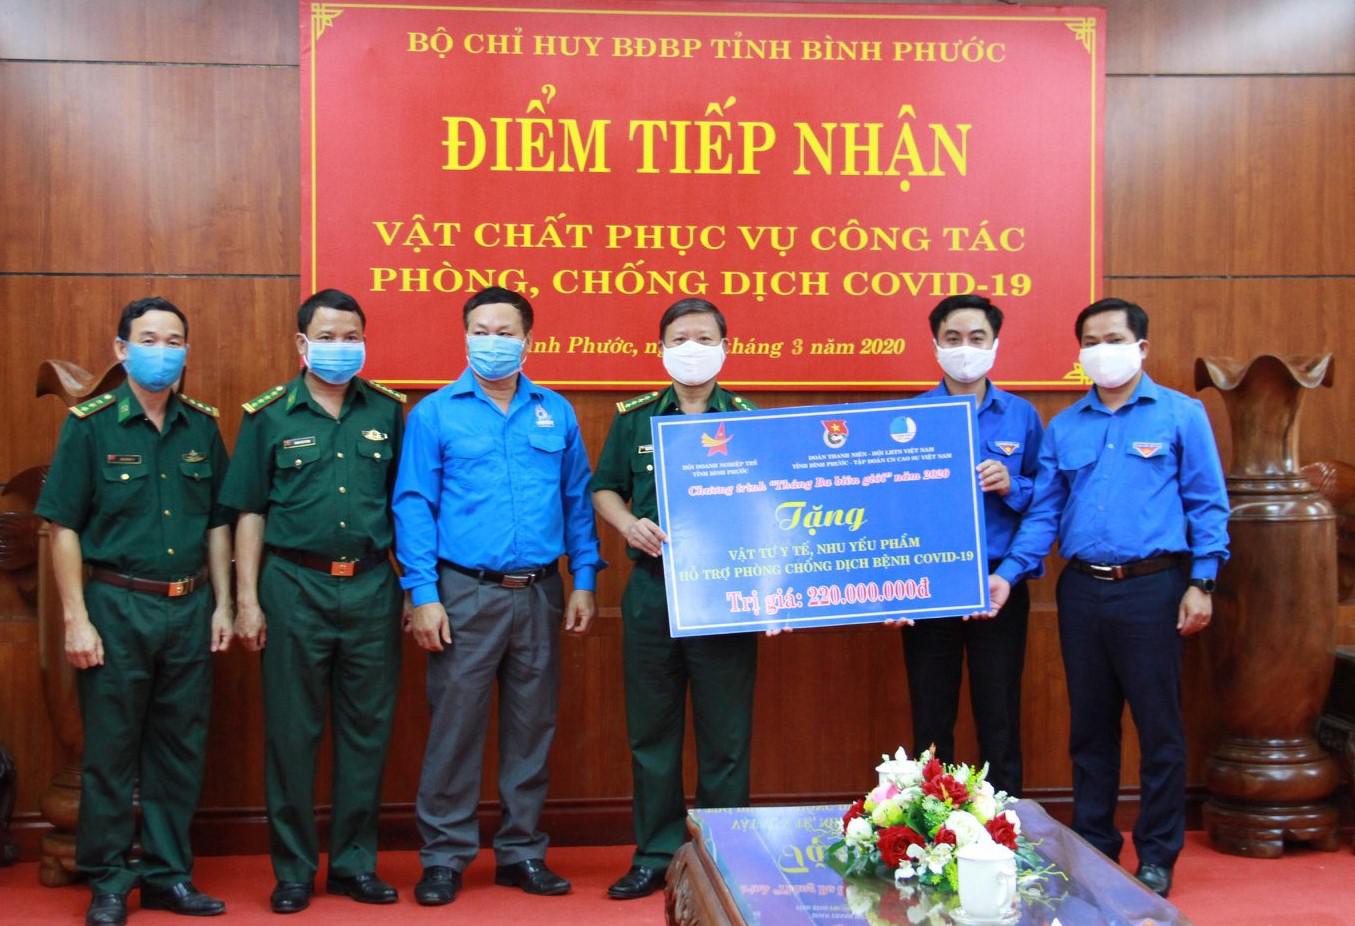 BỘ CHỈ HUY BĐBP TỈNH BÌNH PHƯỚC
ĐIỂM TIẾP NHẬN
VẬT CHẤT PHỤC VỤ CÔNG TÁC
PHÒNG, CHỐNG DỊCH COVID-19
Phước, tháng 3 năm 2020
HỘI DOANH NGHIỆP TRẺ
TỈNH BÌNH PHƯỚC
ĐOÀN THANH NIÊN - HỘI LHTN VIỆT NAM
TỈNH BÌNH PHƯỚC - TẬP ĐOÀN CN CAO SU VIỆT NAM
Chương trình "Tháng Ba biên giới" năm 2020
Tặng
VẬT TƯ Y TẾ, NHU YẾU PHẨM
HỖ TRỢ PHÒNG CHỐNG DỊCH BỆNH COVID-19
Trị giá: 220.000.000đ